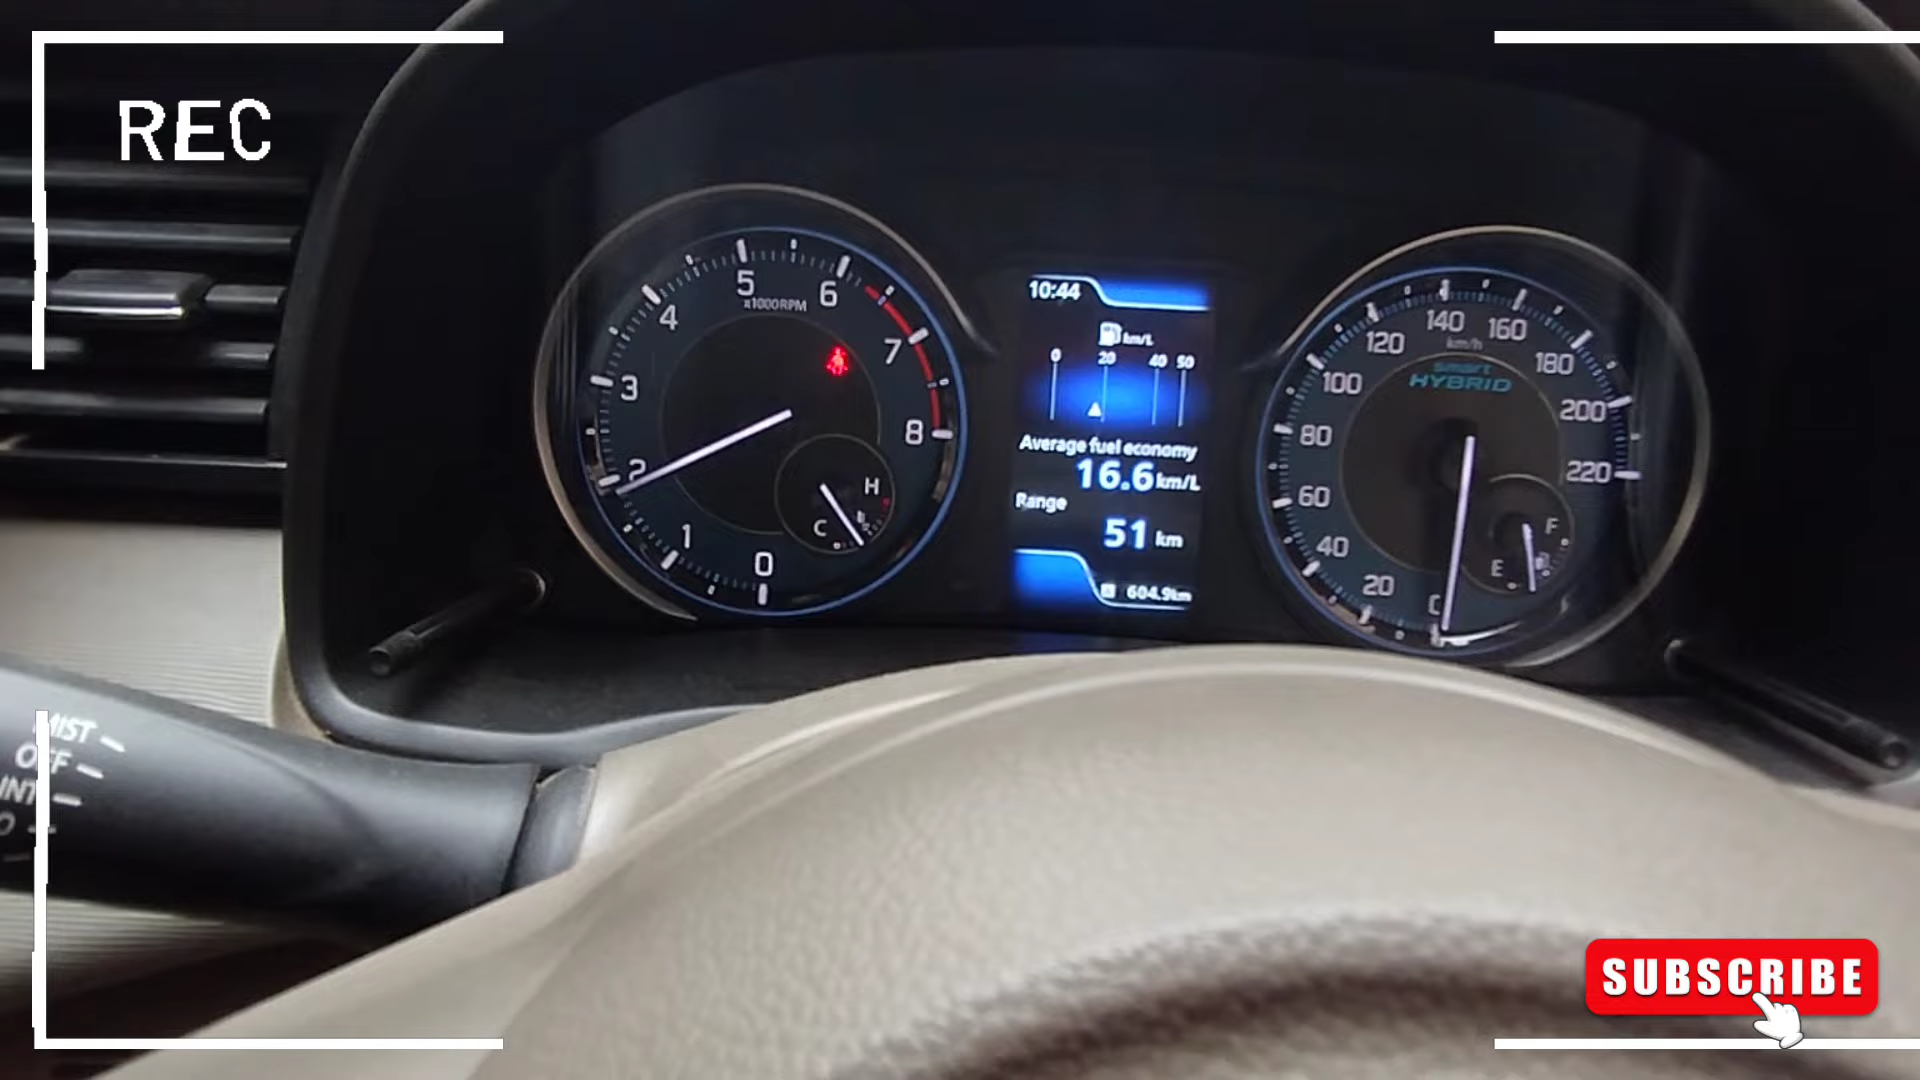 REC
5
x1000RPM
6
4
7
3
8
2
H
C
1
0
10:44
km/L
0 20 40 50
Average fuel economy
16.6 km/L
Range
51 km
604.9km
140
160
120
km/h
180
smart
HYBRID
100
200
80
220
60
F
40
E
20
MIST
OFF
INT
SUBSCRIBE